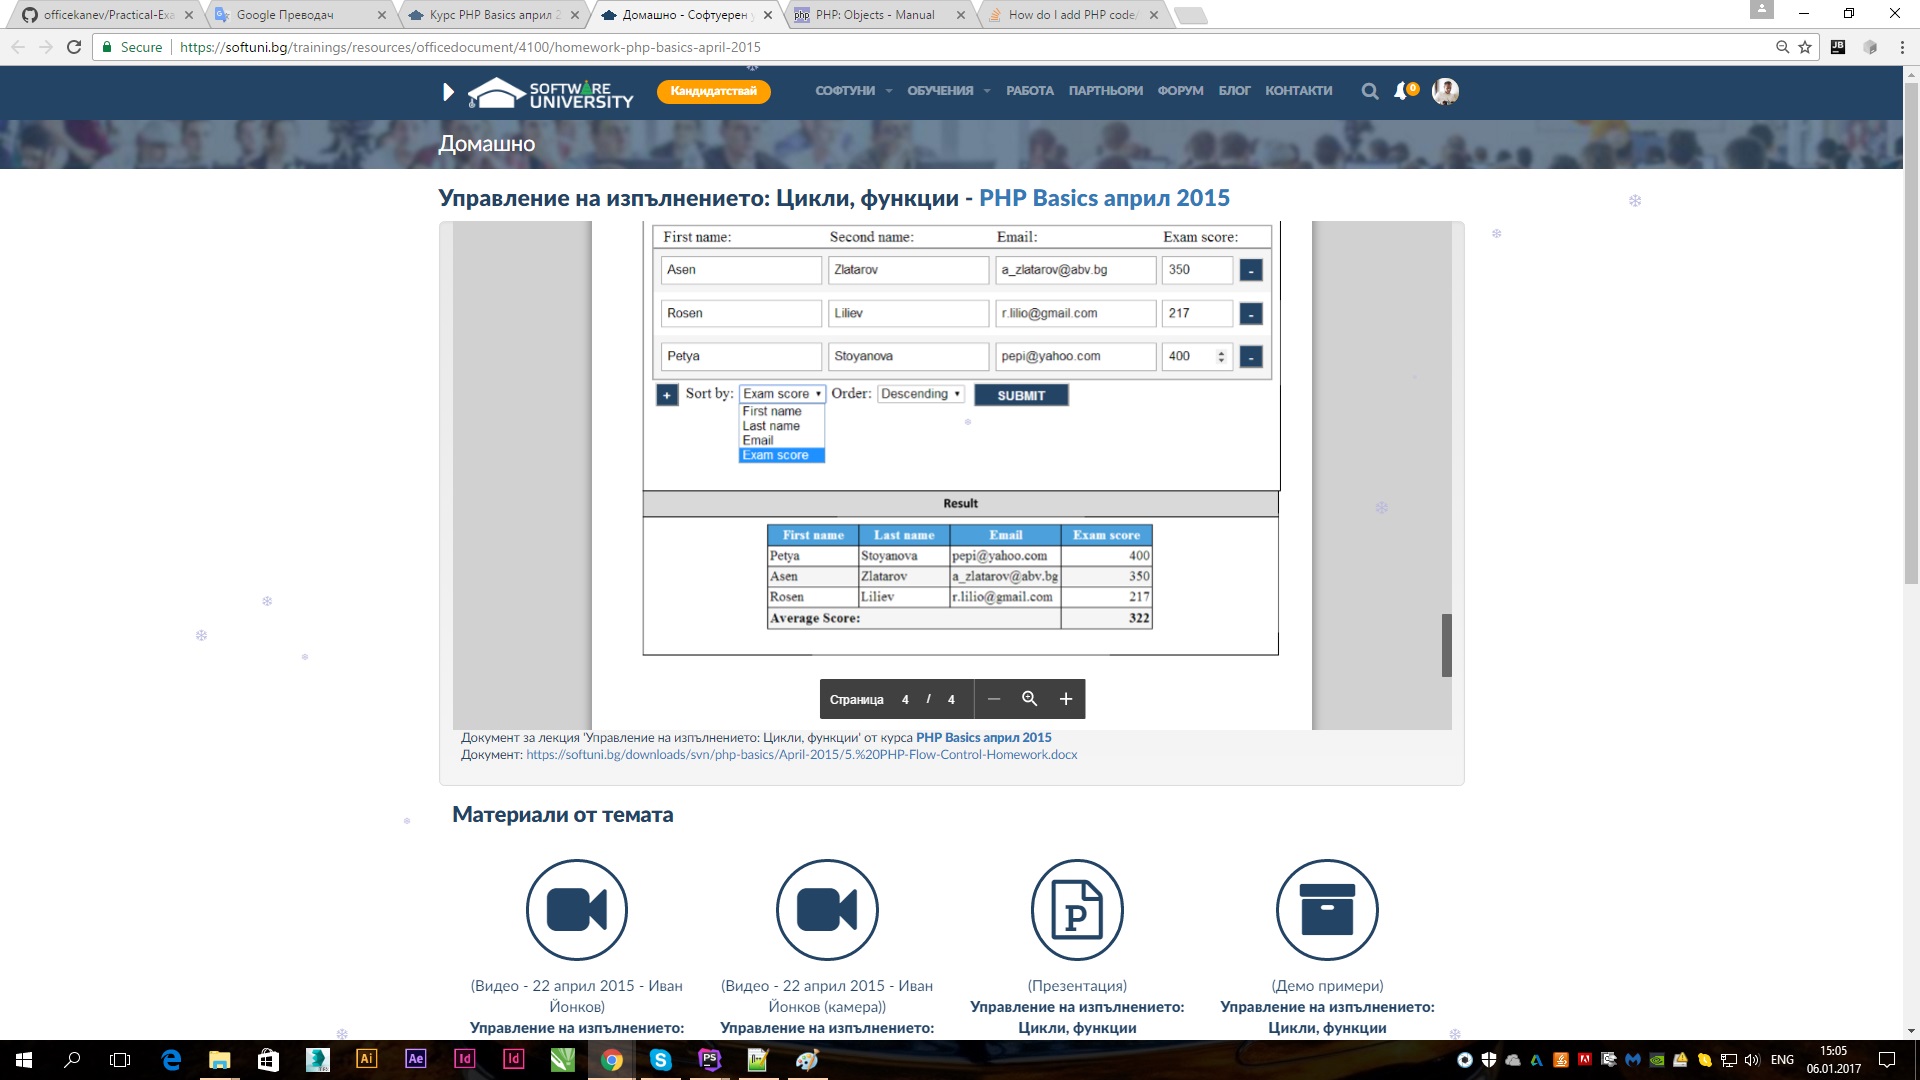 officekanev/Practical-Exa
Google Преводач
Курс PHP Basics април 2
Домашно - Софтуерен у
PHP: Objects - Manual
How do I add PHP code/
Secure
https://softuni.bg/trainings/resources/officedocument/4100/homework-php-basics-april-2015
JB
SOFTWARE
UNIVERSITY
Кандидатствай
СОФТУНИ
ОБУЧЕНИЯ
РАБОТА
ПАРТНЬОРИ
ФОРУМ
БЛОГ
КОНТАКТИ
0
Домашно
Управление на изпълнението: Цикли, функции - PHP Basics април 2015
First name: Second name: Email: Exam score:
Asen Zlatarov a_zlatarov@abv.bg 350 -
Rosen Liliev r.lilio@gmail.com 217 -
Petya Stoyanova pepi@yahoo.com 400 -
+ Sort by: Exam score Order: Descending SUBMIT
First name
Last name
Email
Exam score
Result
First name Last name Email Exam score
Petya Stoyanova pepi@yahoo.com 400
Asen Zlatarov a_zlatarov@abv.bg 350
Rosen Liliev r.lilio@gmail.com 217
Average Score: 322
Страница 4 / 4
Документ за лекция 'Управление на изпълнението: Цикли, функции' от курса PHP Basics април 2015
Документ: https://softuni.bg/downloads/svn/php-basics/April-2015/5.%20PHP-Flow-Control-Homework.docx
Материали от темата
P
(Видео - 22 април 2015 - Иван
Йонков)
Управление на изпълнението:
(Видео - 22 април 2015 - Иван
Йонков (камера))
Управление на изпълнението:
(Презентация)
Управление на изпълнението:
Цикли, функции
(Демо примери)
Управление на изпълнението:
Цикли, функции
Ai
Ae
Id
Id
PS
ENG
15:05
06.01.2017